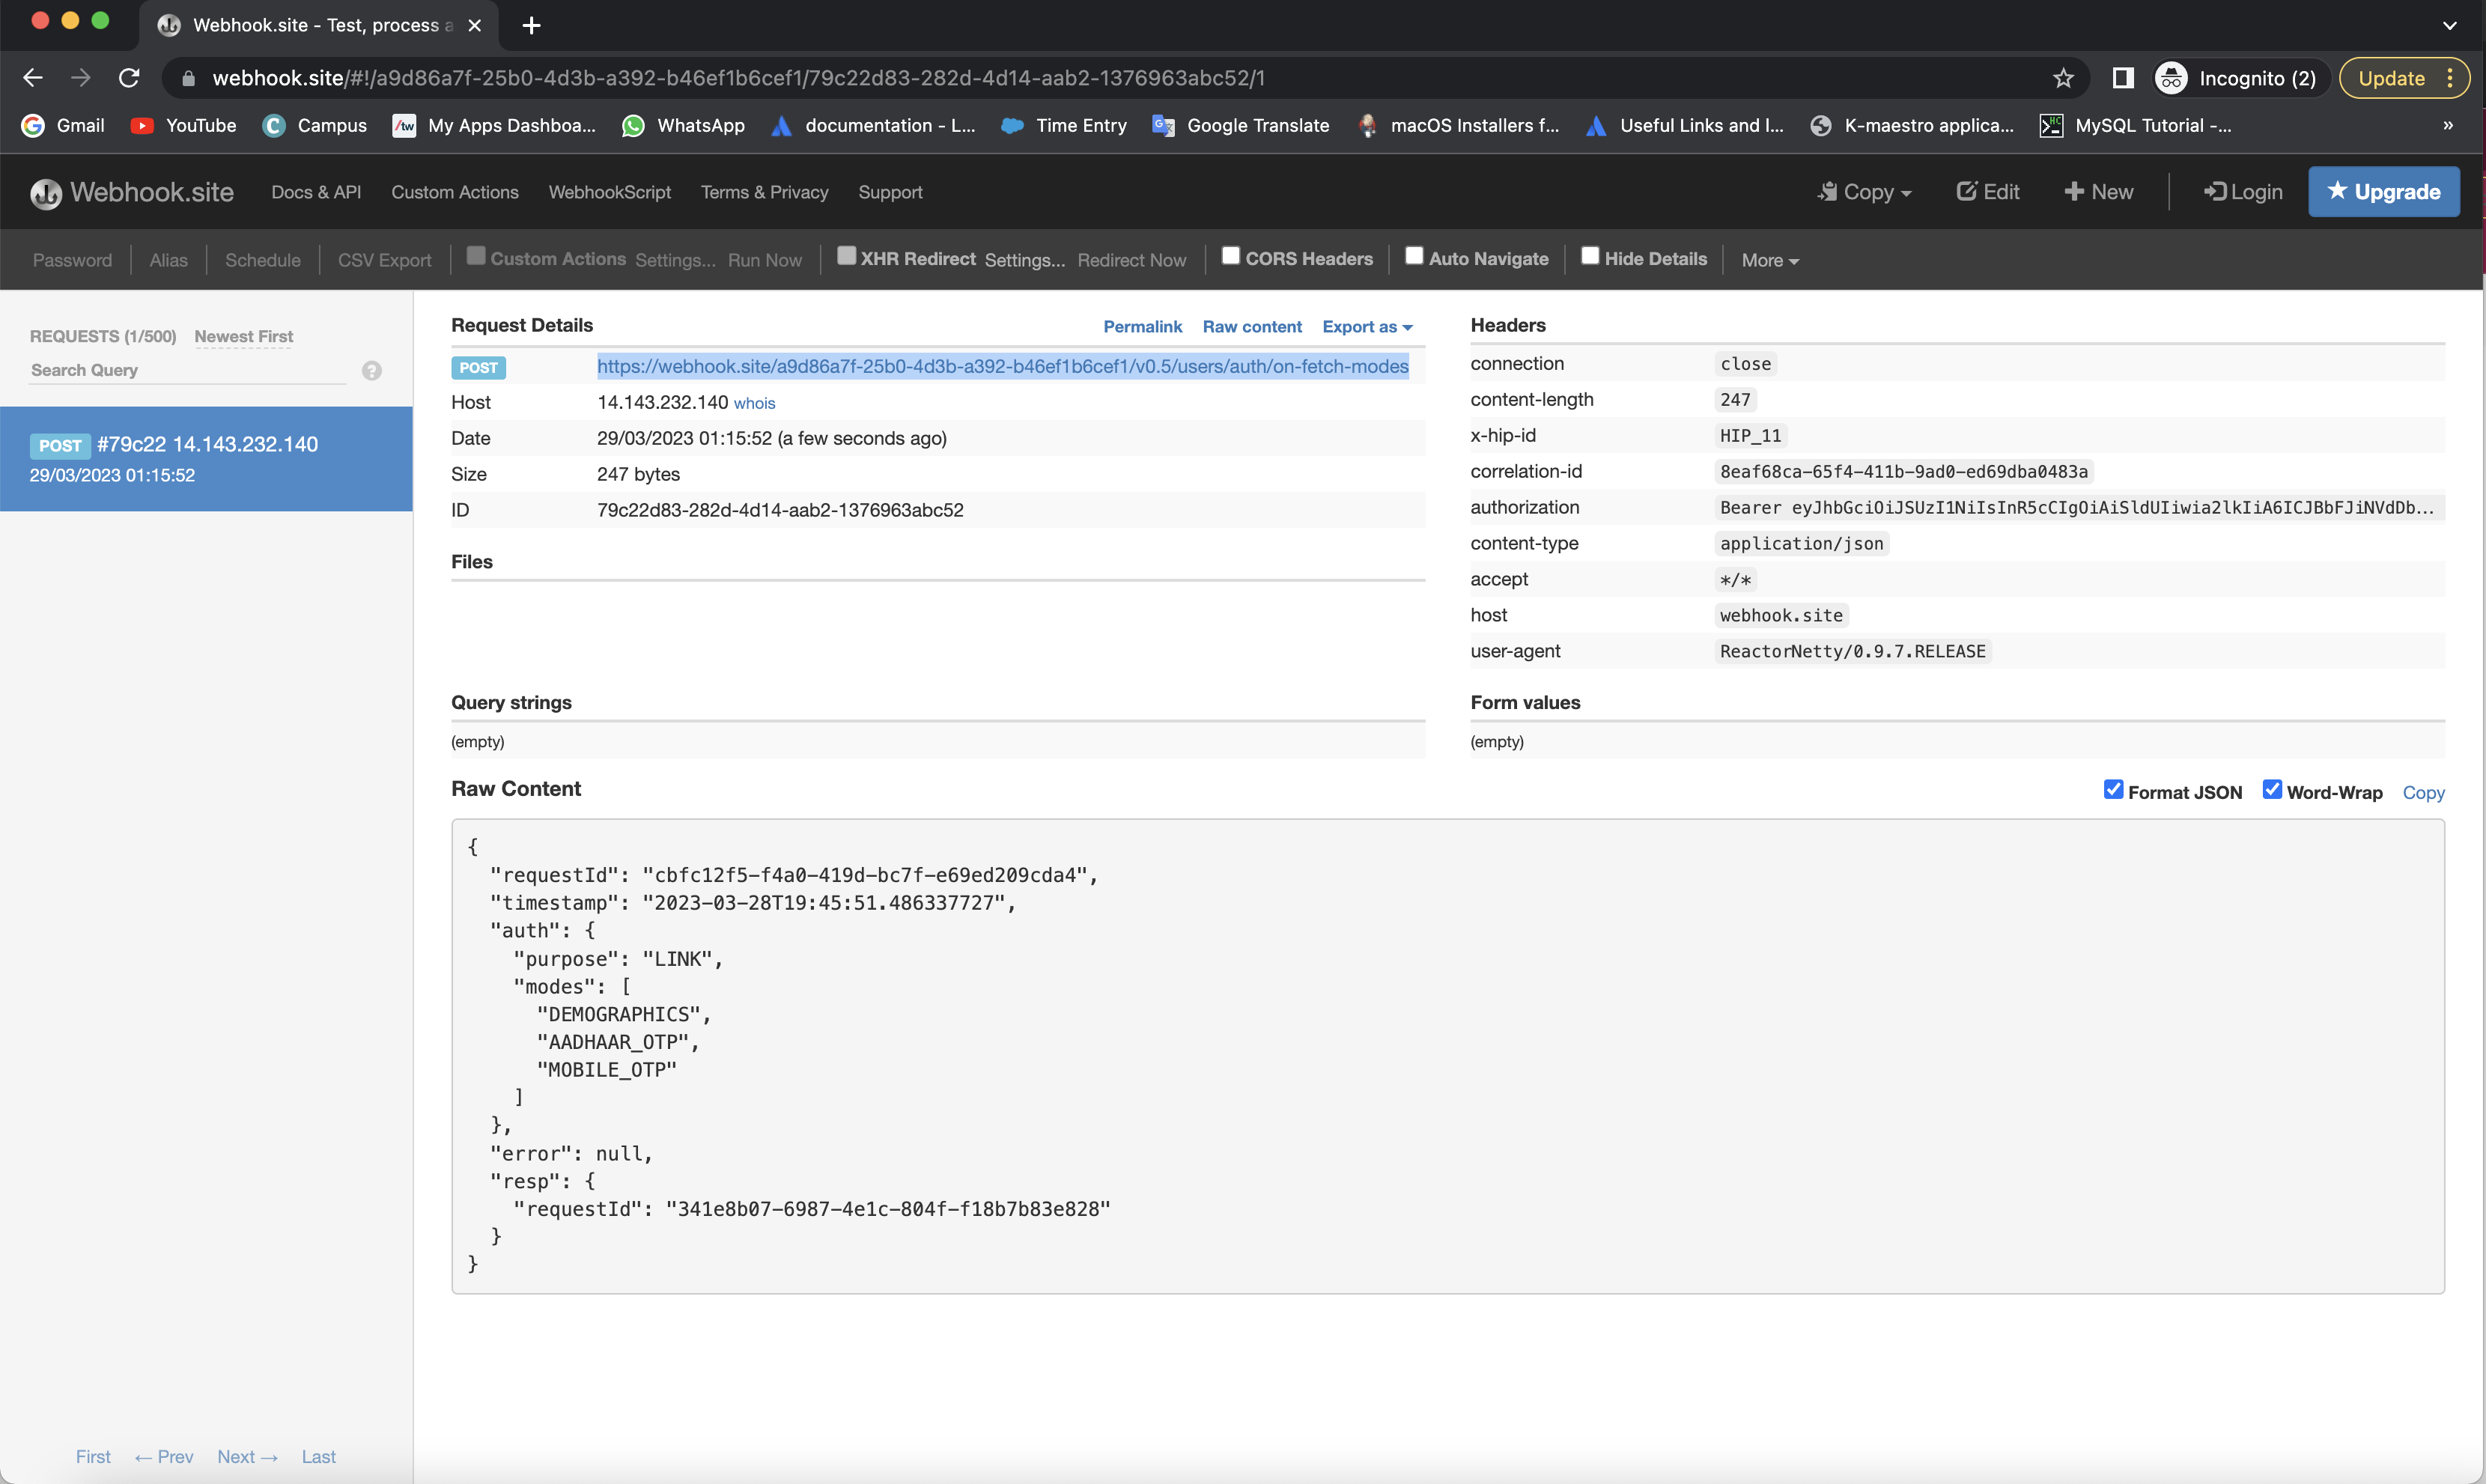 Webhook.site - Test, process a
webhook.site/#!/a9d86a7f-25b0-4d3b-a392-b46ef1b6cef1/79c22d83-282d-4d14-aab2-1376963abc52/1
Incognito (2)
Update
Gmail YouTube Campus My Apps Dashboa... WhatsApp documentation - L... Time Entry Google Translate macOS Installers f... Useful Links and I... K-maestro applica... MySQL Tutorial -... »
Webhook.site Docs & API Custom Actions WebhookScript Terms & Privacy Support Copy Edit New Login Upgrade
Password Alias Schedule CSV Export Custom Actions Settings... Run Now XHR Redirect Settings... Redirect Now CORS Headers Auto Navigate Hide Details More
REQUESTS (1/500) Newest First
Search Query ?
POST #79c22 14.143.232.140
29/03/2023 01:15:52
First ← Prev Next → Last
Request Details Permalink Raw content Export as
POST https://webhook.site/a9d86a7f-25b0-4d3b-a392-b46ef1b6cef1/v0.5/users/auth/on-fetch-modes
Host 14.143.232.140 whois
Date 29/03/2023 01:15:52 (a few seconds ago)
Size 247 bytes
ID 79c22d83-282d-4d14-aab2-1376963abc52
Files
Headers
connection close
content-length 247
x-hip-id HIP_11
correlation-id 8eaf68ca-65f4-411b-9ad0-ed69dba0483a
authorization Bearer eyJhbGciOiJSUzI1NiIsInR5cCIgOiAiSldUIiwia2lkIiA6ICJBbFJiNVdDb...
content-type application/json
accept */*
host webhook.site
user-agent ReactorNetty/0.9.7.RELEASE
Query strings
(empty)
Form values
(empty)
Raw Content Format JSON Word-Wrap Copy
{
"requestId": "cbfc12f5-f4a0-419d-bc7f-e69ed209cda4",
"timestamp": "2023-03-28T19:45:51.486337727",
"auth": {
"purpose": "LINK",
"modes": [
"DEMOGRAPHICS",
"AADHAAR_OTP",
"MOBILE_OTP"
]
},
"error": null,
"resp": {
"requestId": "341e8b07-6987-4e1c-804f-f18b7b83e828"
}
}